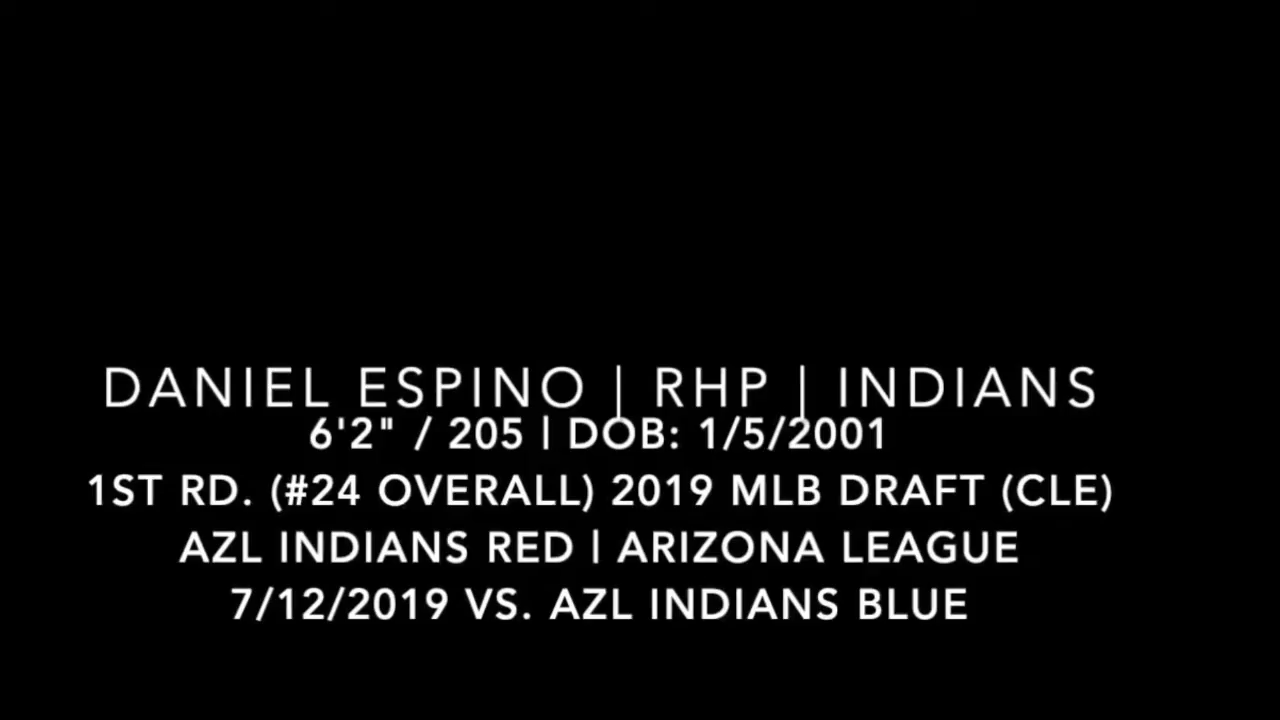 DANIEL ESPINO | RHP | INDIANS
6'2" / 205 | DOB: 1/5/2001
1ST RD. (#24 OVERALL) 2019 MLB DRAFT (CLE)
AZL INDIANS RED | ARIZONA LEAGUE
7/12/2019 VS. AZL INDIANS BLUE